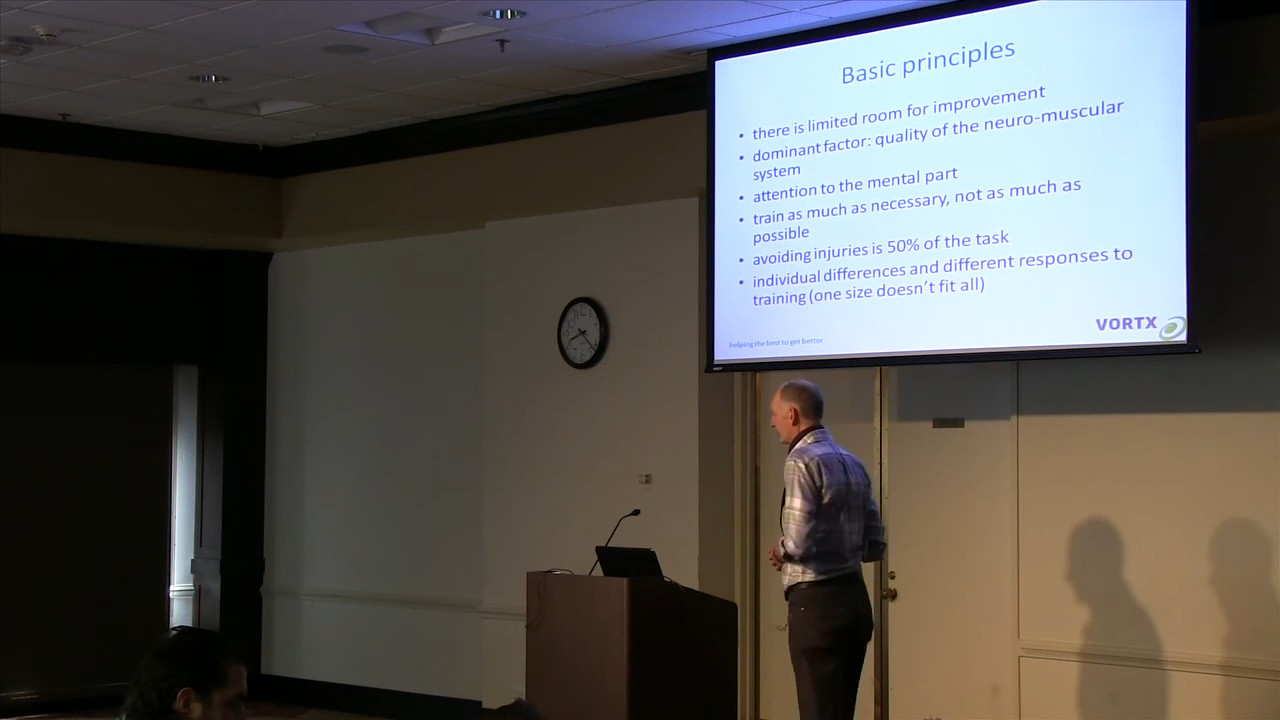 Basic principles
• there is limited room for improvement
• dominant factor: quality of the neuro-muscular
system
• attention to the mental part
• train as much as necessary, not as much as
possible
• avoiding injuries is 50% of the task
• individual differences and different responses to
training (one size doesn't fit all)
helping the best to get better
VORTX